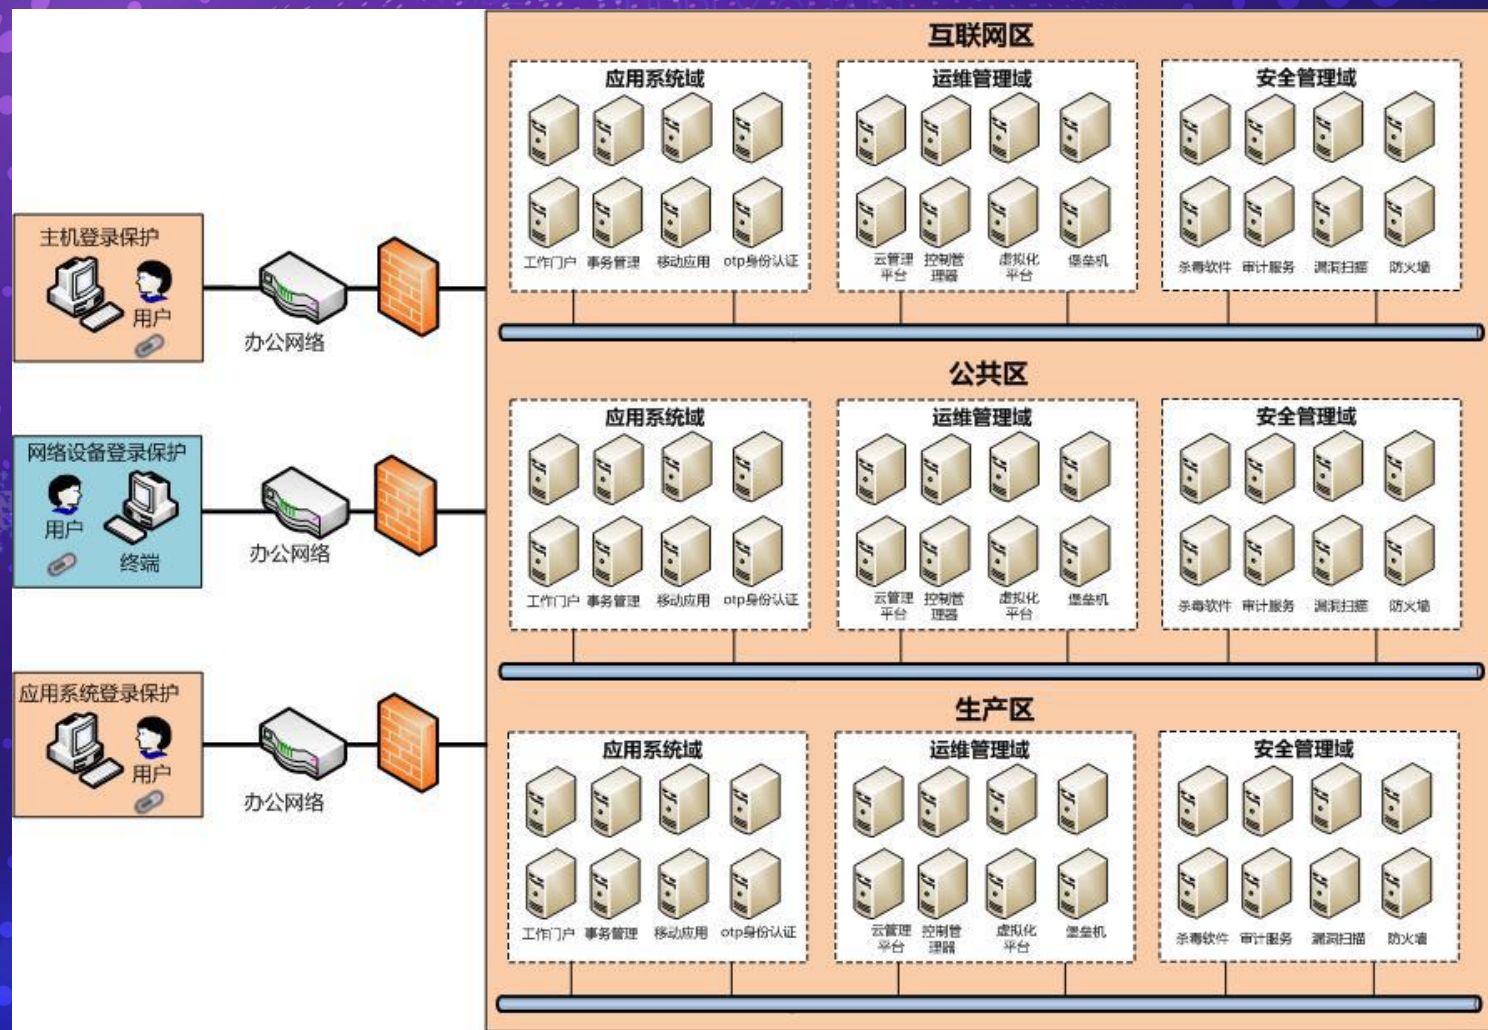 互联网区
应用系统域
运维管理域
安全管理域
工作门户 事务管理 移动应用 otp身份认证
云管理平台 控制管理器 虚拟化平台 堡垒机
杀毒软件 审计服务 漏洞扫描 防火墙
主机登录保护
用户
办公网络
公共区
应用系统域
运维管理域
安全管理域
工作门户 事务管理 移动应用 otp身份认证
云管理平台 控制管理器 虚拟化平台 堡垒机
杀毒软件 审计服务 漏洞扫描 防火墙
网络设备登录保护
用户
终端
办公网络
生产区
应用系统域
运维管理域
安全管理域
工作门户 事务管理 移动应用 otp身份认证
云管理平台 控制管理器 虚拟化平台 堡垒机
杀毒软件 审计服务 漏洞扫描 防火墙
应用系统登录保护
用户
办公网络